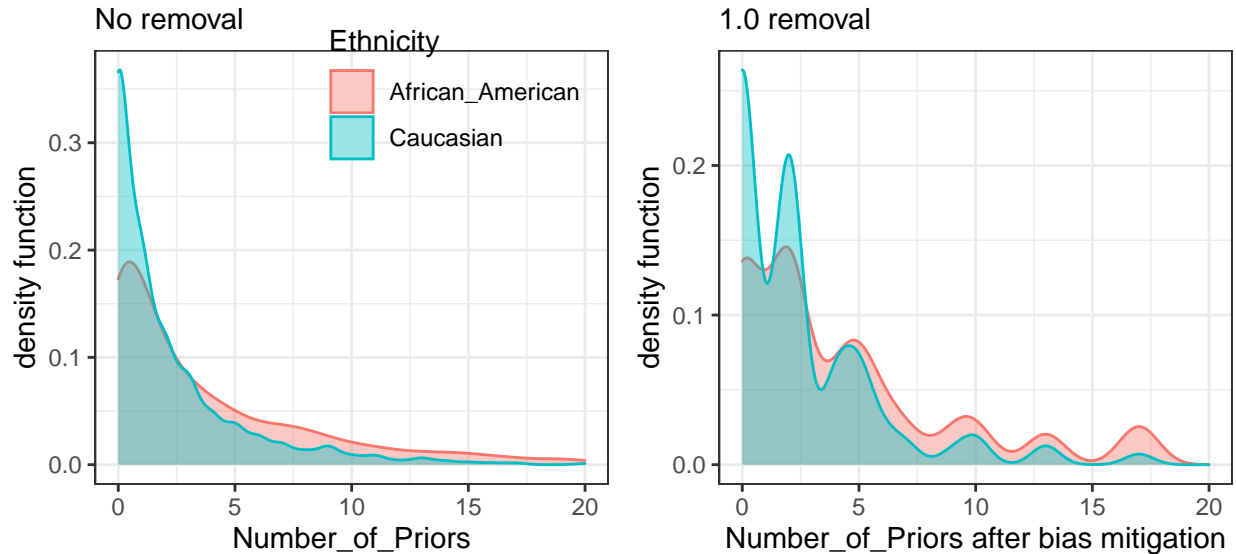 No removal
Ethnicity
African_American
Caucasian
density function
0.3
0.2
0.1
0.0
0 5 10 15 20
Number_of_Priors
1.0 removal
density function
0.2
0.1
0.0
0 5 10 15 20
Number_of_Priors after bias mitigation